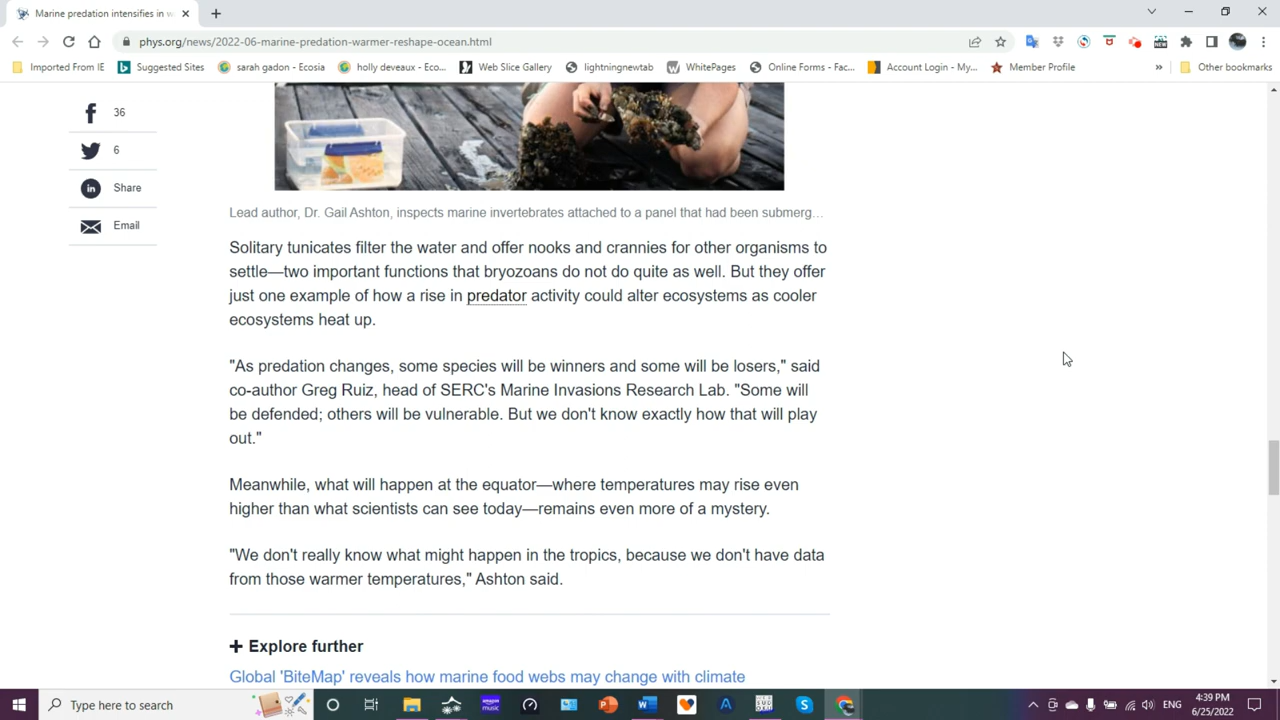 Marine predation intensifies in w
phys.org/news/2022-06-marine-predation-warmer-reshape-ocean.html
Imported From IE
Suggested Sites
sarah gadon - Ecosia
holly deveaux - Eco...
Web Slice Gallery
lightningnewtab
WhitePages
Online Forms - Fac...
Account Login - My...
Member Profile
»
Other bookmarks
36
6
Share
Email
Lead author, Dr. Gail Ashton, inspects marine invertebrates attached to a panel that had been submerg…
Solitary tunicates filter the water and offer nooks and crannies for other organisms to
settle—two important functions that bryozoans do not do quite as well. But they offer
just one example of how a rise in predator activity could alter ecosystems as cooler
ecosystems heat up.
"As predation changes, some species will be winners and some will be losers," said
co-author Greg Ruiz, head of SERC's Marine Invasions Research Lab. "Some will
be defended; others will be vulnerable. But we don't know exactly how that will play
out."
Meanwhile, what will happen at the equator—where temperatures may rise even
higher than what scientists can see today—remains even more of a mystery.
"We don't really know what might happen in the tropics, because we don't have data
from those warmer temperatures," Ashton said.
+ Explore further
Global 'BiteMap' reveals how marine food webs may change with climate
Type here to search
ENG
4:39 PM
6/25/2022